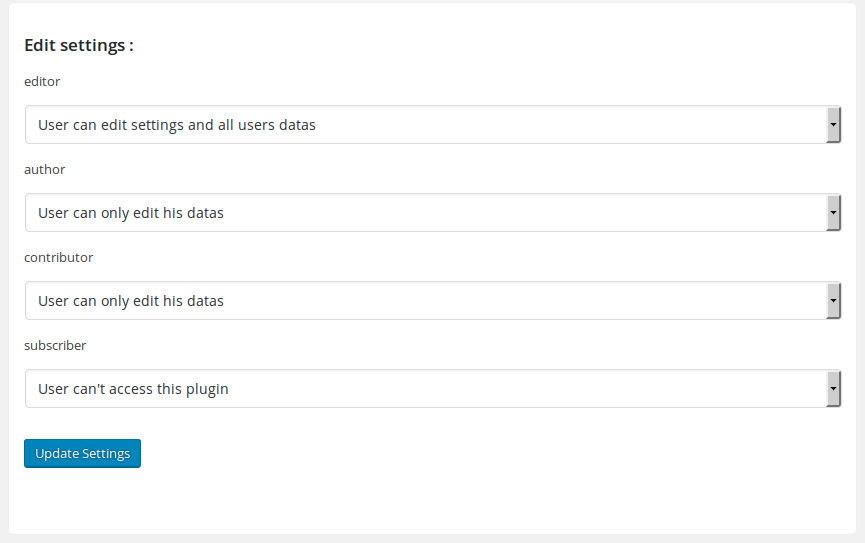 Edit settings :
editor
User can edit settings and all users datas
author
User can only edit his datas
contributor
User can only edit his datas
subscriber
User can't access this plugin
Update Settings